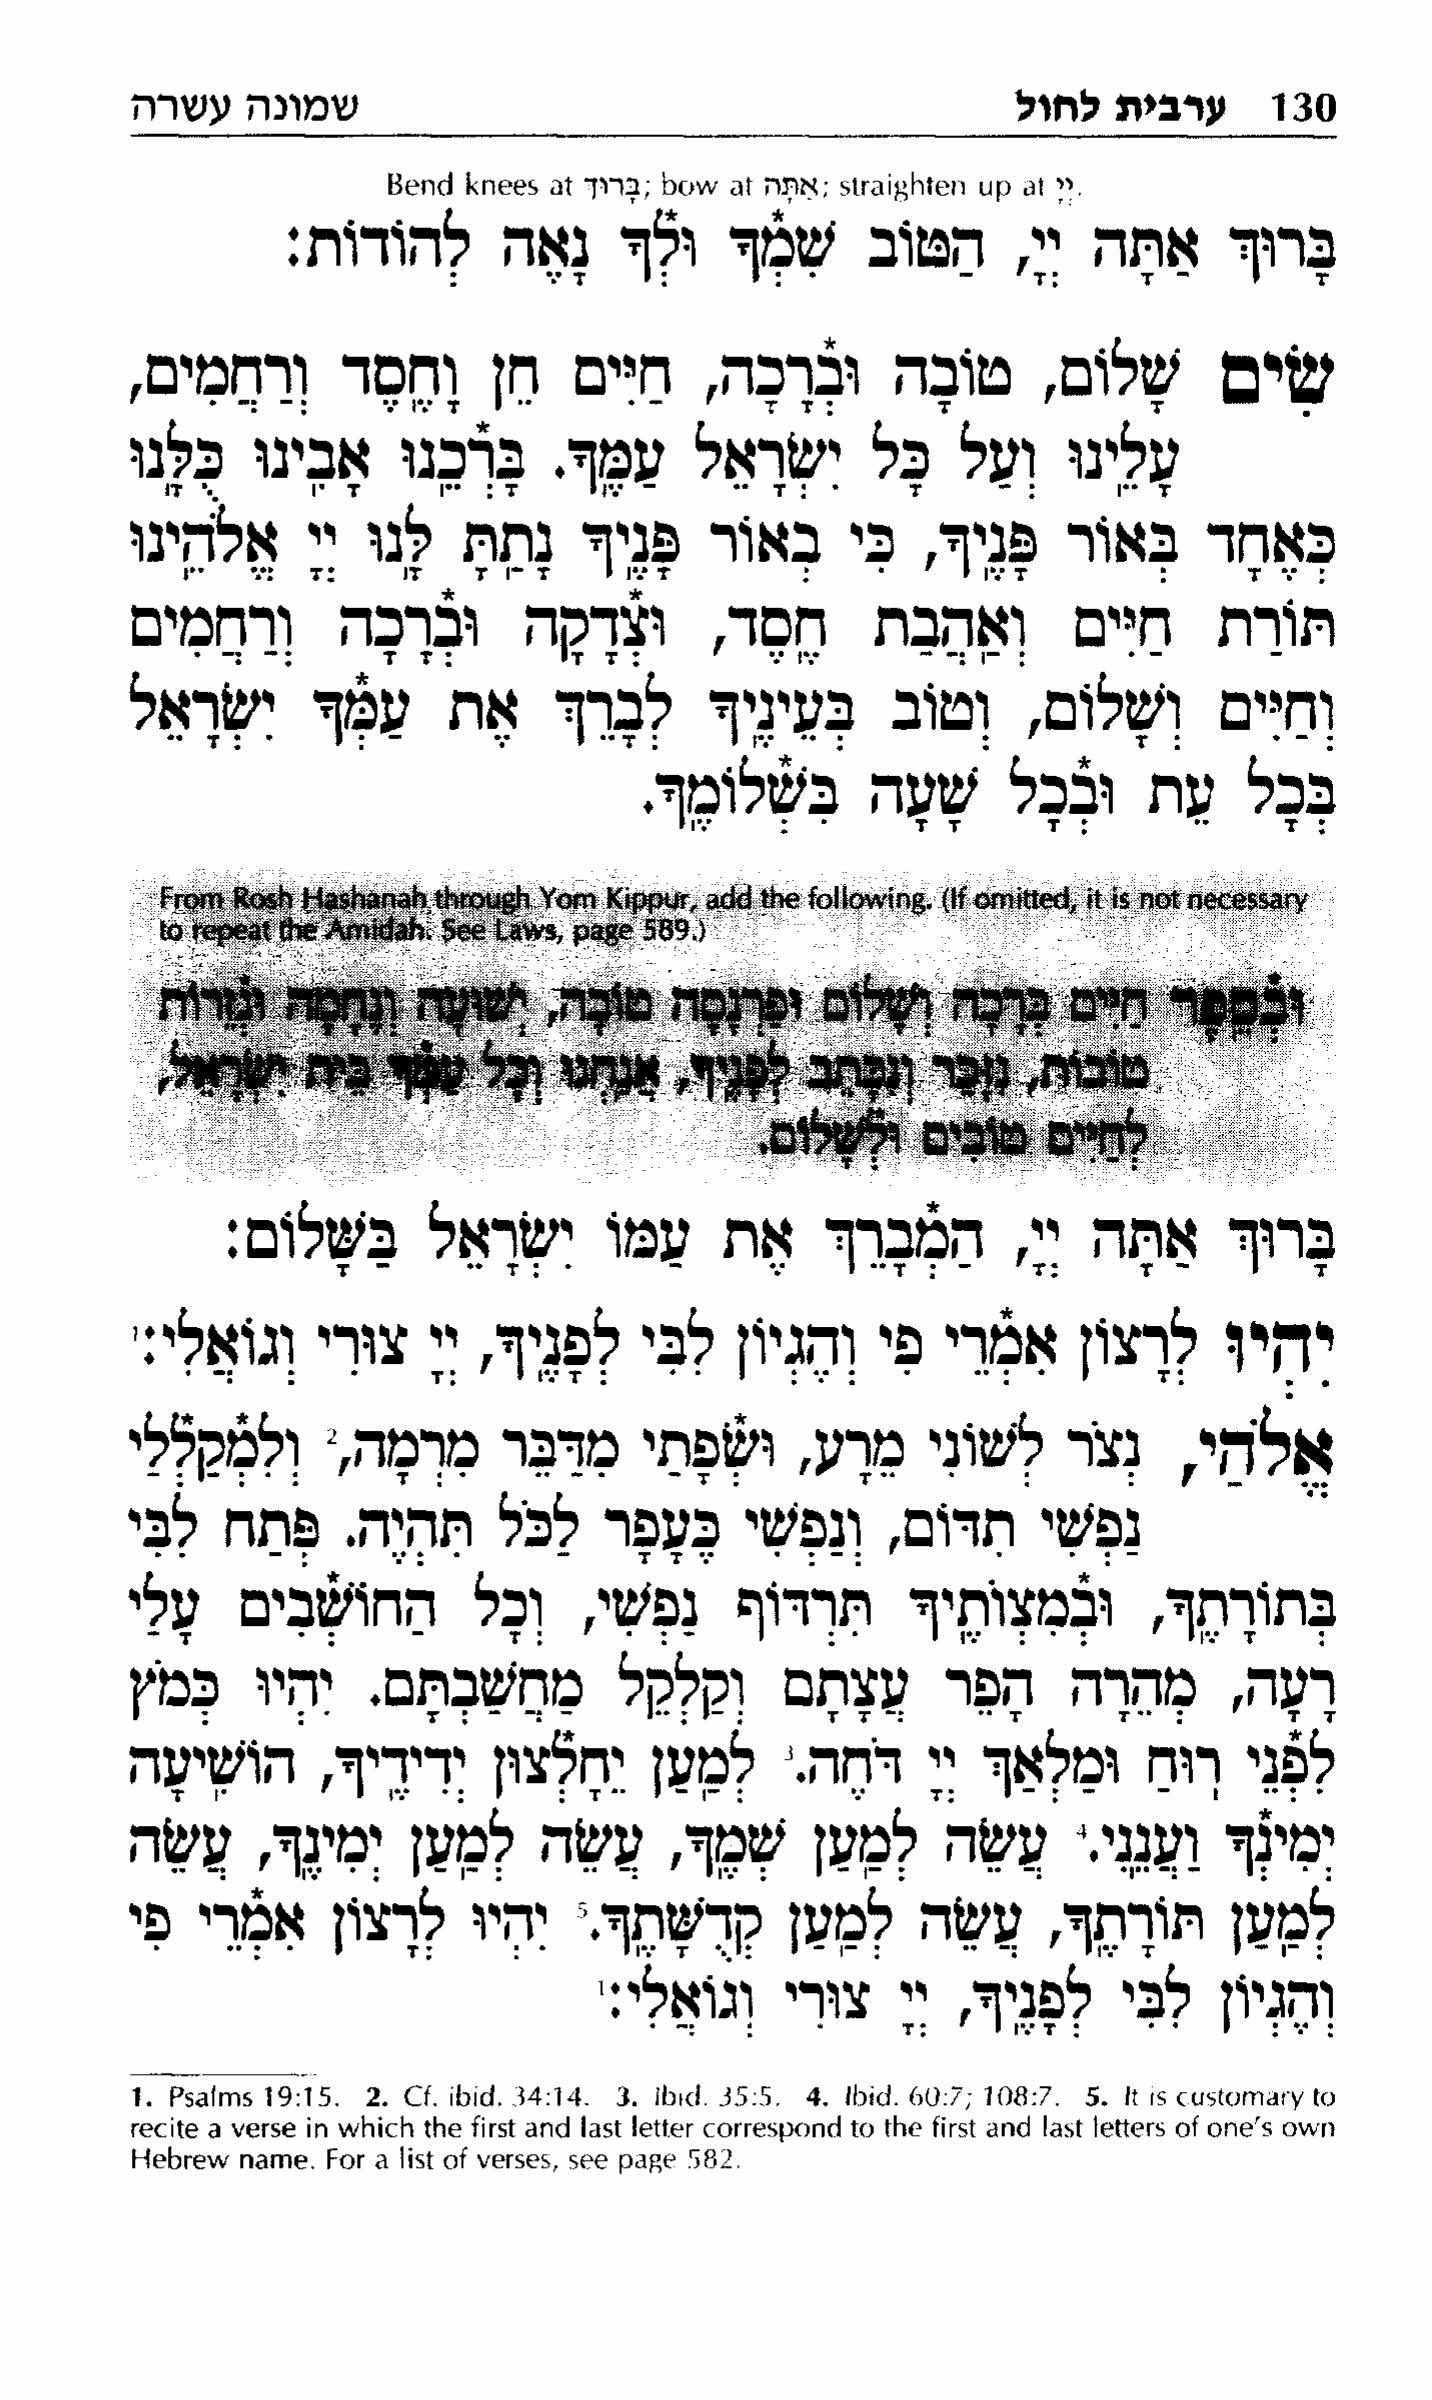 130 ערבית לחול שמונה עשרה
Bend knees at בָּרוּךְ; bow at אַתָּה; straighten up at יְיָ.
בָּרוּךְ אַתָּה יְיָ, הַטּוֹב שִׁמְ֯ךָ וּלְ֯ךָ נָאֶה לְהוֹדוֹת:
שִׂים שָׁלוֹם, טוֹבָה וּבְ֯רָכָה, חַיִּים חֵן וָחֶסֶד וְרַחֲמִים,
עָלֵינוּ וְעַל כָּל יִשְׂרָאֵל עַמֶּךָ. בָּרְ֯כֵנוּ אָבִינוּ כֻּלָּנוּ
כְּאֶחָד בְּאוֹר פָּנֶיךָ, כִּי בְאוֹר פָּנֶיךָ נָתַתָּ לָּנוּ יְיָ אֱלֹהֵינוּ
תּוֹרַת חַיִּים וְאַהֲבַת חֶסֶד, וּצְ֯דָקָה וּבְ֯רָכָה וְרַחֲמִים
וְחַיִּים וְשָׁלוֹם, וְטוֹב בְּעֵינֶיךָ לְבָרֵךְ אֶת עַמְּ֯ךָ יִשְׂרָאֵל
בְּכָל עֵת וּבְ֯כָל שָׁעָה בִּשְׁ֯לוֹמֶךָ.
From Rosh Hashanah through Yom Kippur, add the following. (If omitted, it is not necessary
to repeat the Amidah. See Laws, page 589.)
וּבְ֯סֵפֶר חַיִּים בְּרָכָה וְשָׁלוֹם וּפַרְנָסָה טוֹבָה, יְשׁוּעָה וְנֶחָמָה וּגְ֯זֵרוֹת
טוֹבוֹת, נִזָּכֵר וְנִכָּתֵב לְפָנֶיךָ, אֲנַחְנוּ וְכָל עַמְּ֯ךָ בֵּית יִשְׂרָאֵל,
לְחַיִּים טוֹבִים וּלְ֯שָׁלוֹם.
בָּרוּךְ אַתָּה יְיָ, הַמְ֯בָרֵךְ אֶת עַמּוֹ יִשְׂרָאֵל בַּשָּׁלוֹם:
יִהְיוּ לְרָצוֹן אִמְ֯רֵי פִי וְהֶגְיוֹן לִבִּי לְפָנֶיךָ, יְיָ צוּרִי וְגוֹאֲלִי:¹
אֱלֹהַי, נְצוֹר לְשׁוֹנִי מֵרָע, וּשְׂ֯פָתַי מִדַּבֵּר מִרְמָה,² וְלִמְ֯קַלְ֯לַי
נַפְשִׁי תִדּוֹם, וְנַפְשִׁי כֶּעָפָר לַכֹּל תִּהְיֶה. פְּתַח לִבִּי
בְּתוֹרָתֶךָ, וּבְ֯מִצְוֹתֶיךָ תִּרְדּוֹף נַפְשִׁי, וְכָל הַחוֹשְׁ֯בִים עָלַי
רָעָה, מְהֵרָה הָפֵר עֲצָתָם וְקַלְקֵל מַחֲשַׁבְתָּם. יִהְיוּ כְּמֹץ
לִפְ֯נֵי רוּחַ וּמַלְאַךְ יְיָ דֹּחֶה.³ לְמַעַן יֵחָלְ֯צוּן יְדִידֶיךָ, הוֹשִׁיעָה
יְמִינְ֯ךָ וַעֲנֵנִי.⁴ עֲשֵׂה לְמַעַן שְׁמֶךָ, עֲשֵׂה לְמַעַן יְמִינֶךָ, עֲשֵׂה
לְמַעַן תּוֹרָתֶךָ, עֲשֵׂה לְמַעַן קְדֻשָּׁתֶךָ.⁵ יִהְיוּ לְרָצוֹן אִמְ֯רֵי פִי
וְהֶגְיוֹן לִבִּי לְפָנֶיךָ, יְיָ צוּרִי וְגוֹאֲלִי:¹
1. Psalms 19:15. 2. Cf. ibid. 34:14. 3. Ibid. 35:5. 4. Ibid. 60:7; 108:7. 5. It is customary to
recite a verse in which the first and last letter correspond to the first and last letters of one's own
Hebrew name. For a list of verses, see page 582.